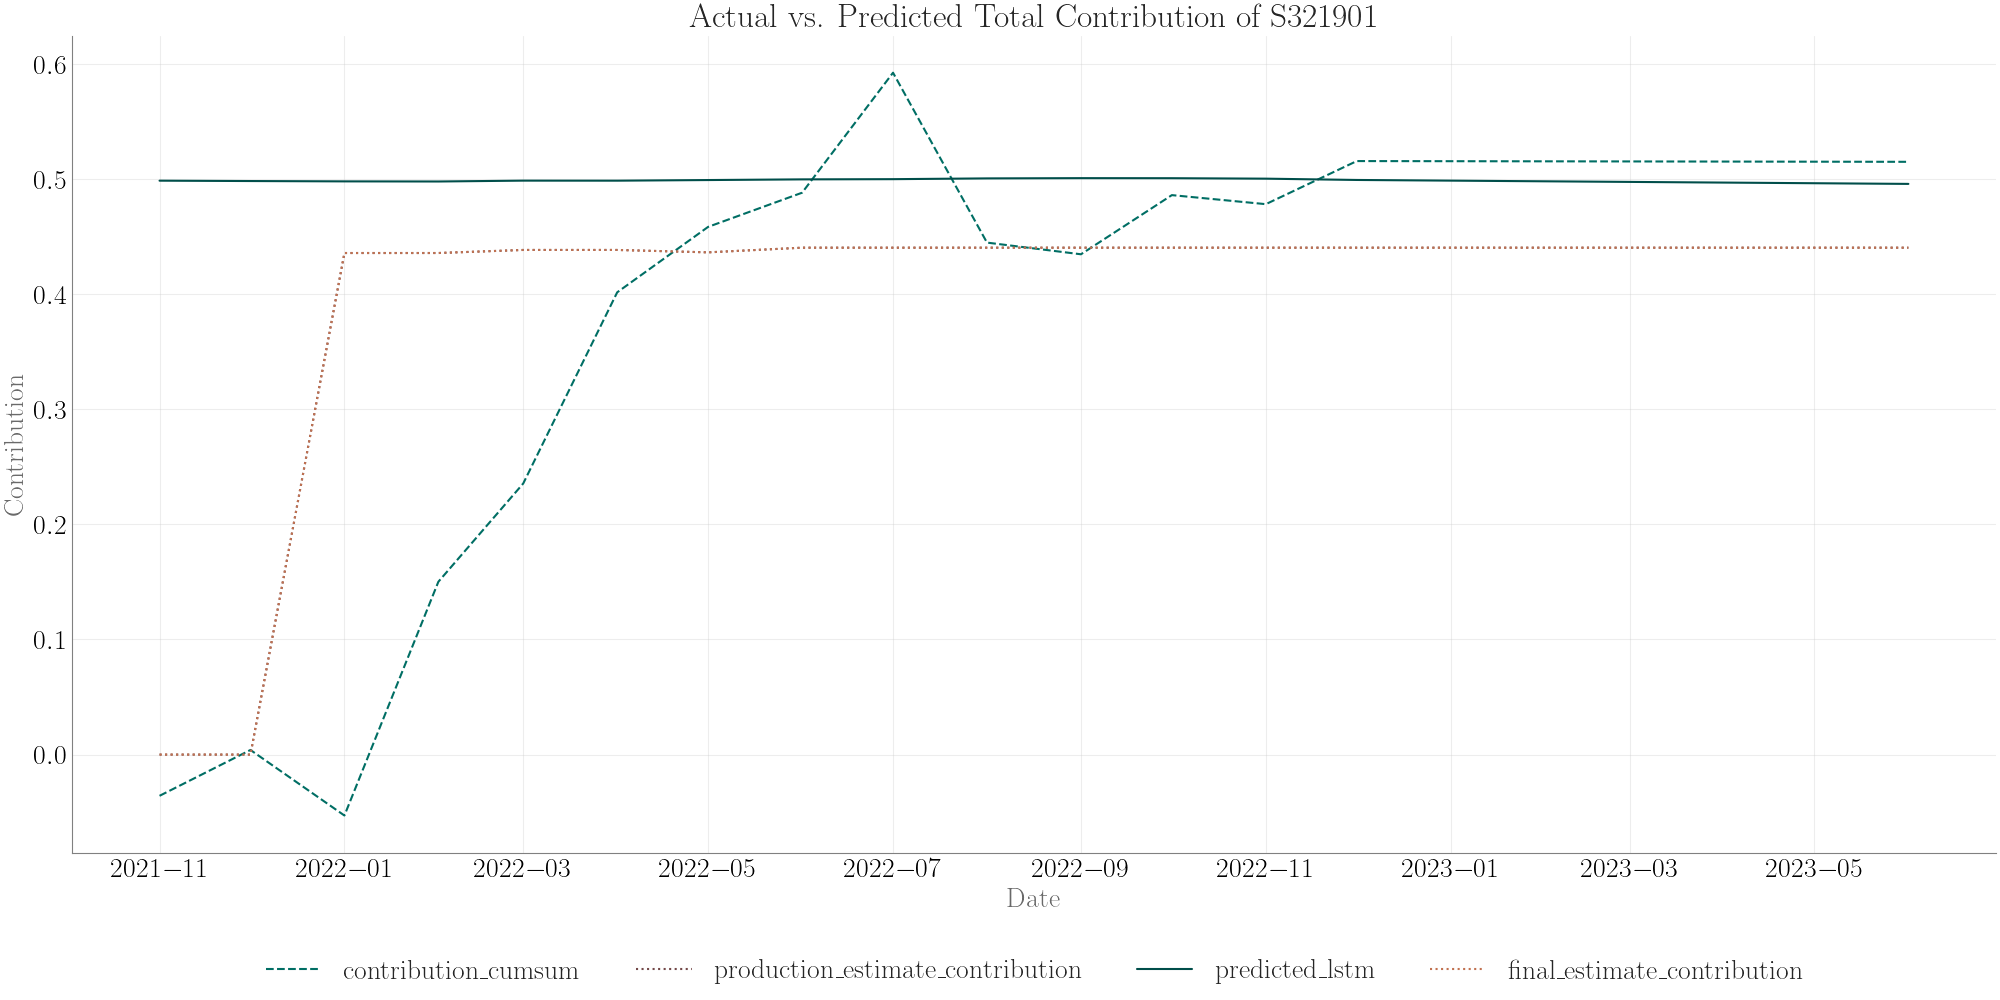 Actual vs. Predicted Total Contribution of S321901
0.6
0.5
0.4
0.3
0.2
0.1
0.0
Contribution
2021−11 2022−01 2022−03 2022−05 2022−07 2022−09 2022−11 2023−01 2023−03 2023−05
Date
contribution_cumsum production_estimate_contribution predicted_lstm final_estimate_contribution